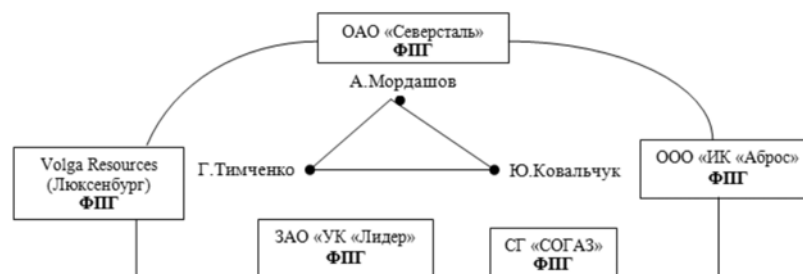 ОАО «Северсталь»
ФПГ
А.Мордашов
Volga Resources
(Люксенбург)
ФПГ
Г.Тимченко
Ю.Ковальчук
ООО «ИК «Аброс»
ФПГ
ЗАО «УК «Лидер»
ФПГ
СГ «СОГАЗ»
ФПГ